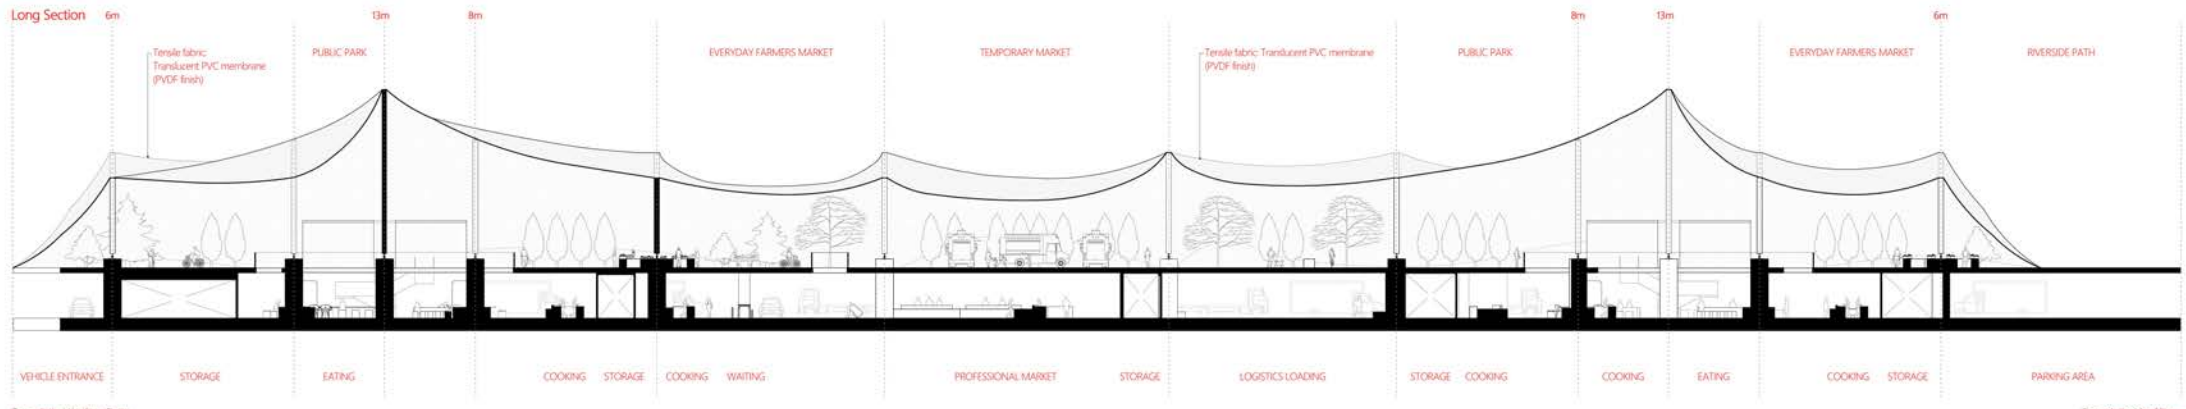 Long Section
6m
13m
8m
8m
13m
6m
Tensile fabric:
Translucent PVC membrane
(PVDF finish)
PUBLIC PARK
EVERYDAY FARMERS MARKET
TEMPORARY MARKET
Tensile fabric: Translucent PVC membrane
(PVDF finish)
PUBLIC PARK
EVERYDAY FARMERS MARKET
RIVERSIDE PATH
VEHICLE ENTRANCE
STORAGE
EATING
COOKING
STORAGE
COOKING
WAITING
PROFESSIONAL MARKET
STORAGE
LOGISTICS LOADING
STORAGE
COOKING
COOKING
EATING
COOKING
STORAGE
PARKING AREA